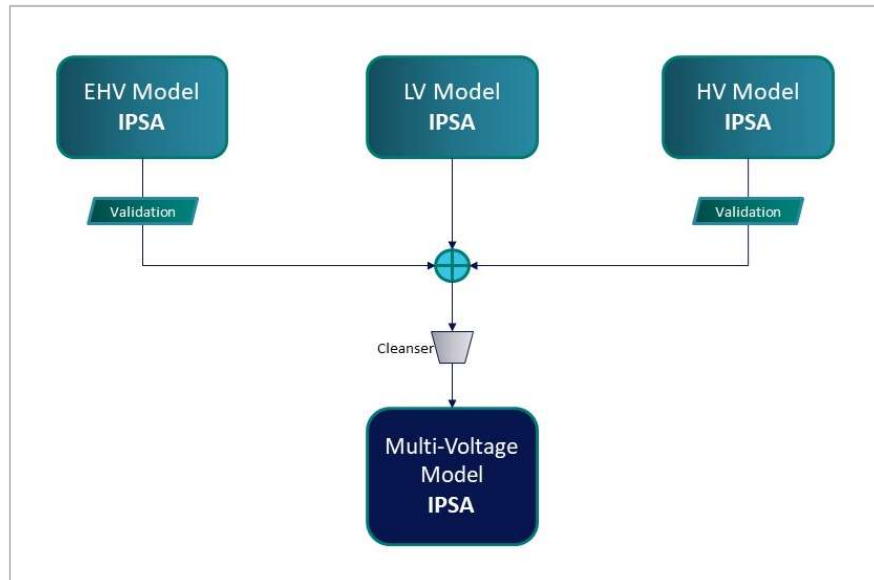 EHV Model
IPSA
LV Model
IPSA
HV Model
IPSA
Validation
Validation
Cleanser
Multi-Voltage
Model
IPSA